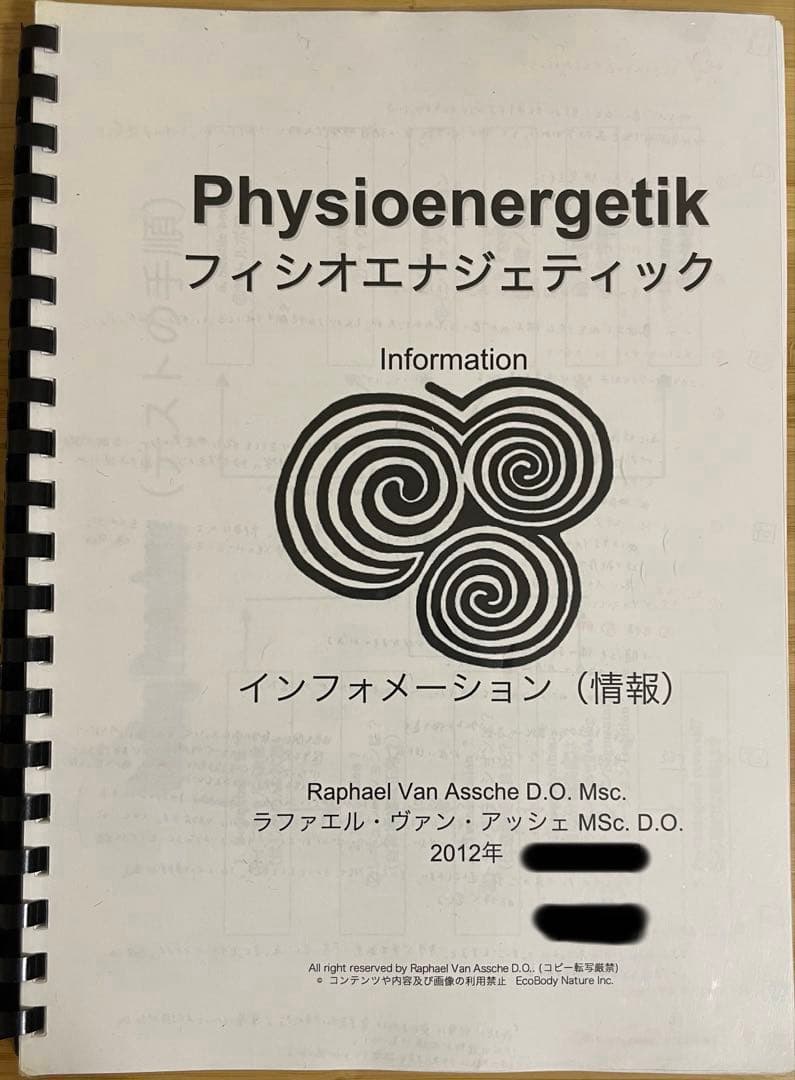 Physioenergetik
フィシオエナジェティック
Information
インフォメーション（情報）
Raphael Van Assche D.O. Msc.
ラファエル・ヴァン・アッシェ MSc. D.O.
2012年
All right reserved by Raphael Van Assche D.O.. (コピー転写厳禁)
© コンテンツや内容及び画像の利用禁止 EcoBody Nature Inc.